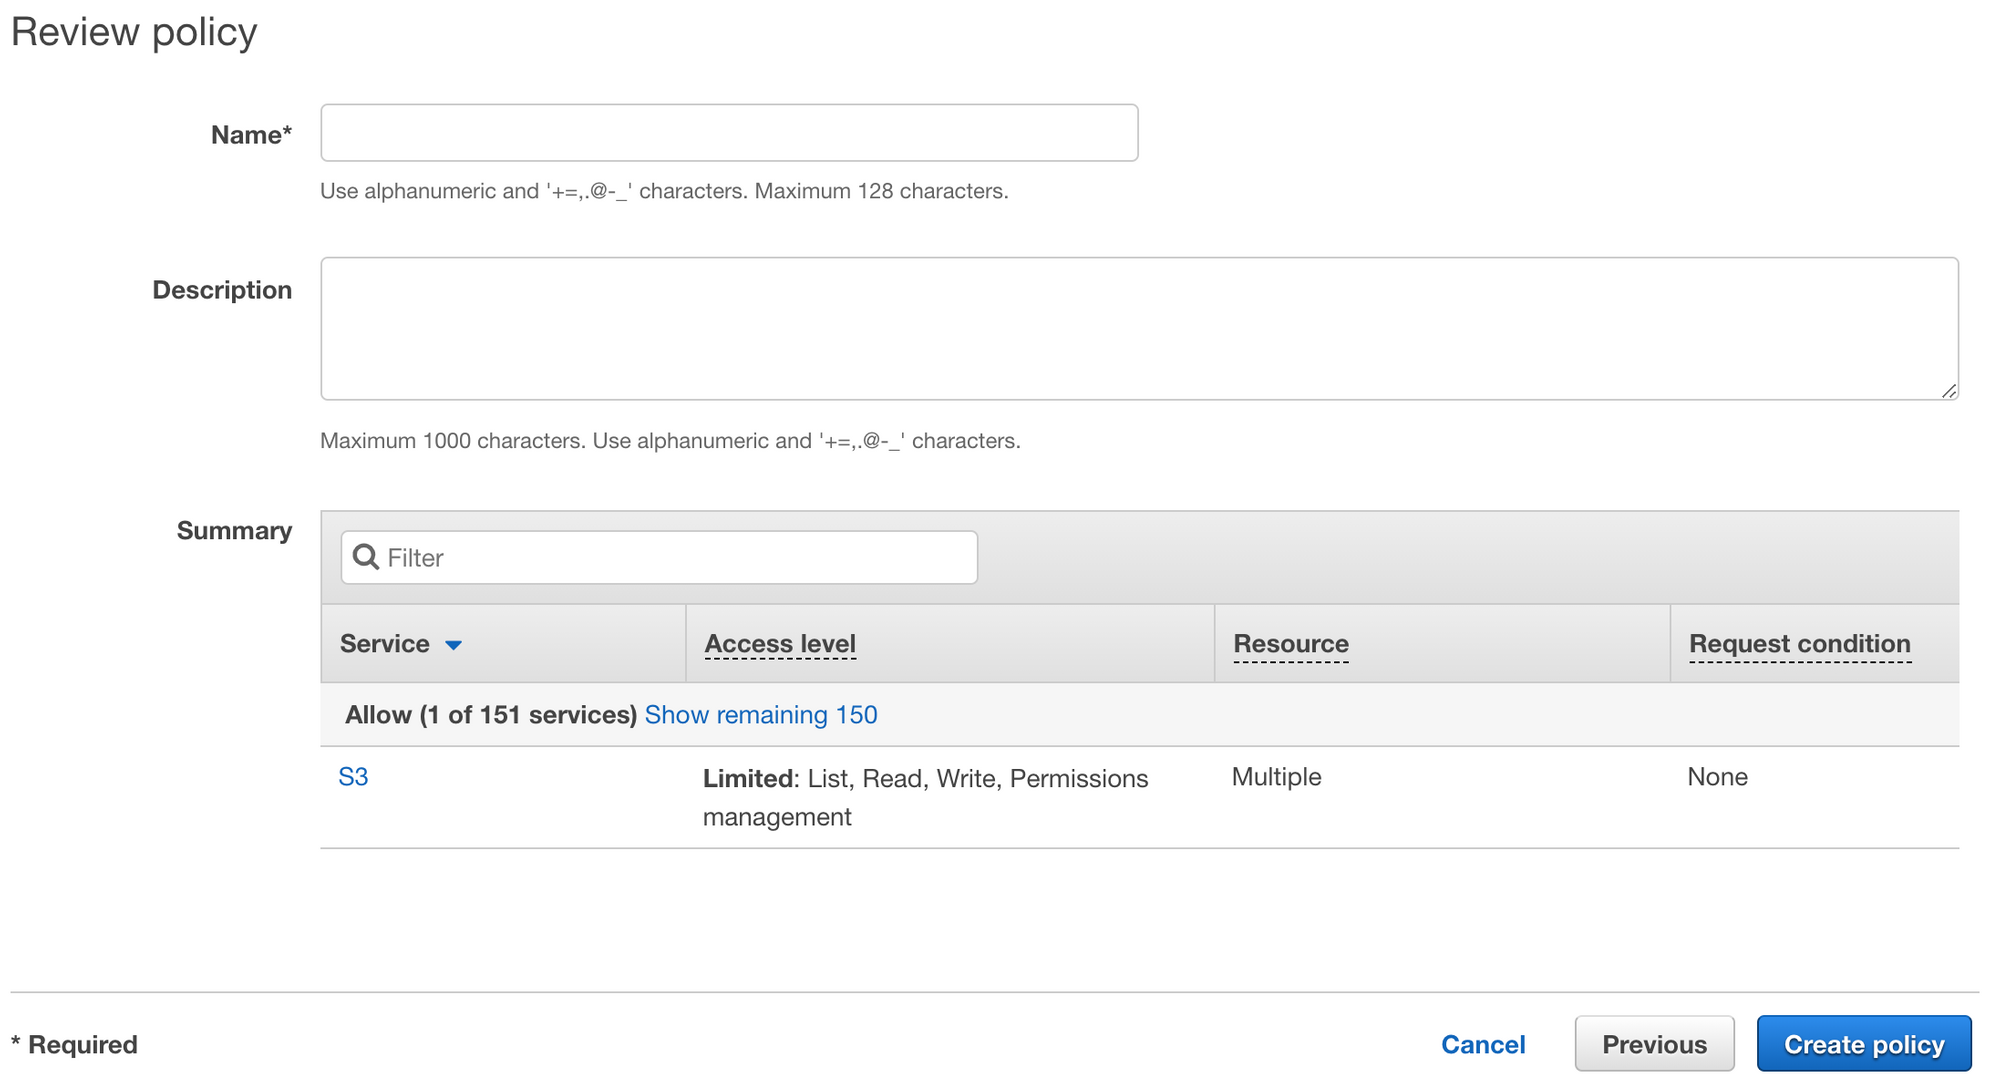 Review policy
Name*
Use alphanumeric and '+=,.@-_' characters. Maximum 128 characters.
Description
Maximum 1000 characters. Use alphanumeric and '+=,.@-_' characters.
Summary
Filter
Service Access level Resource Request condition
Allow (1 of 151 services) Show remaining 150
S3 Limited: List, Read, Write, Permissions Multiple None
management
* Required Cancel Previous Create policy